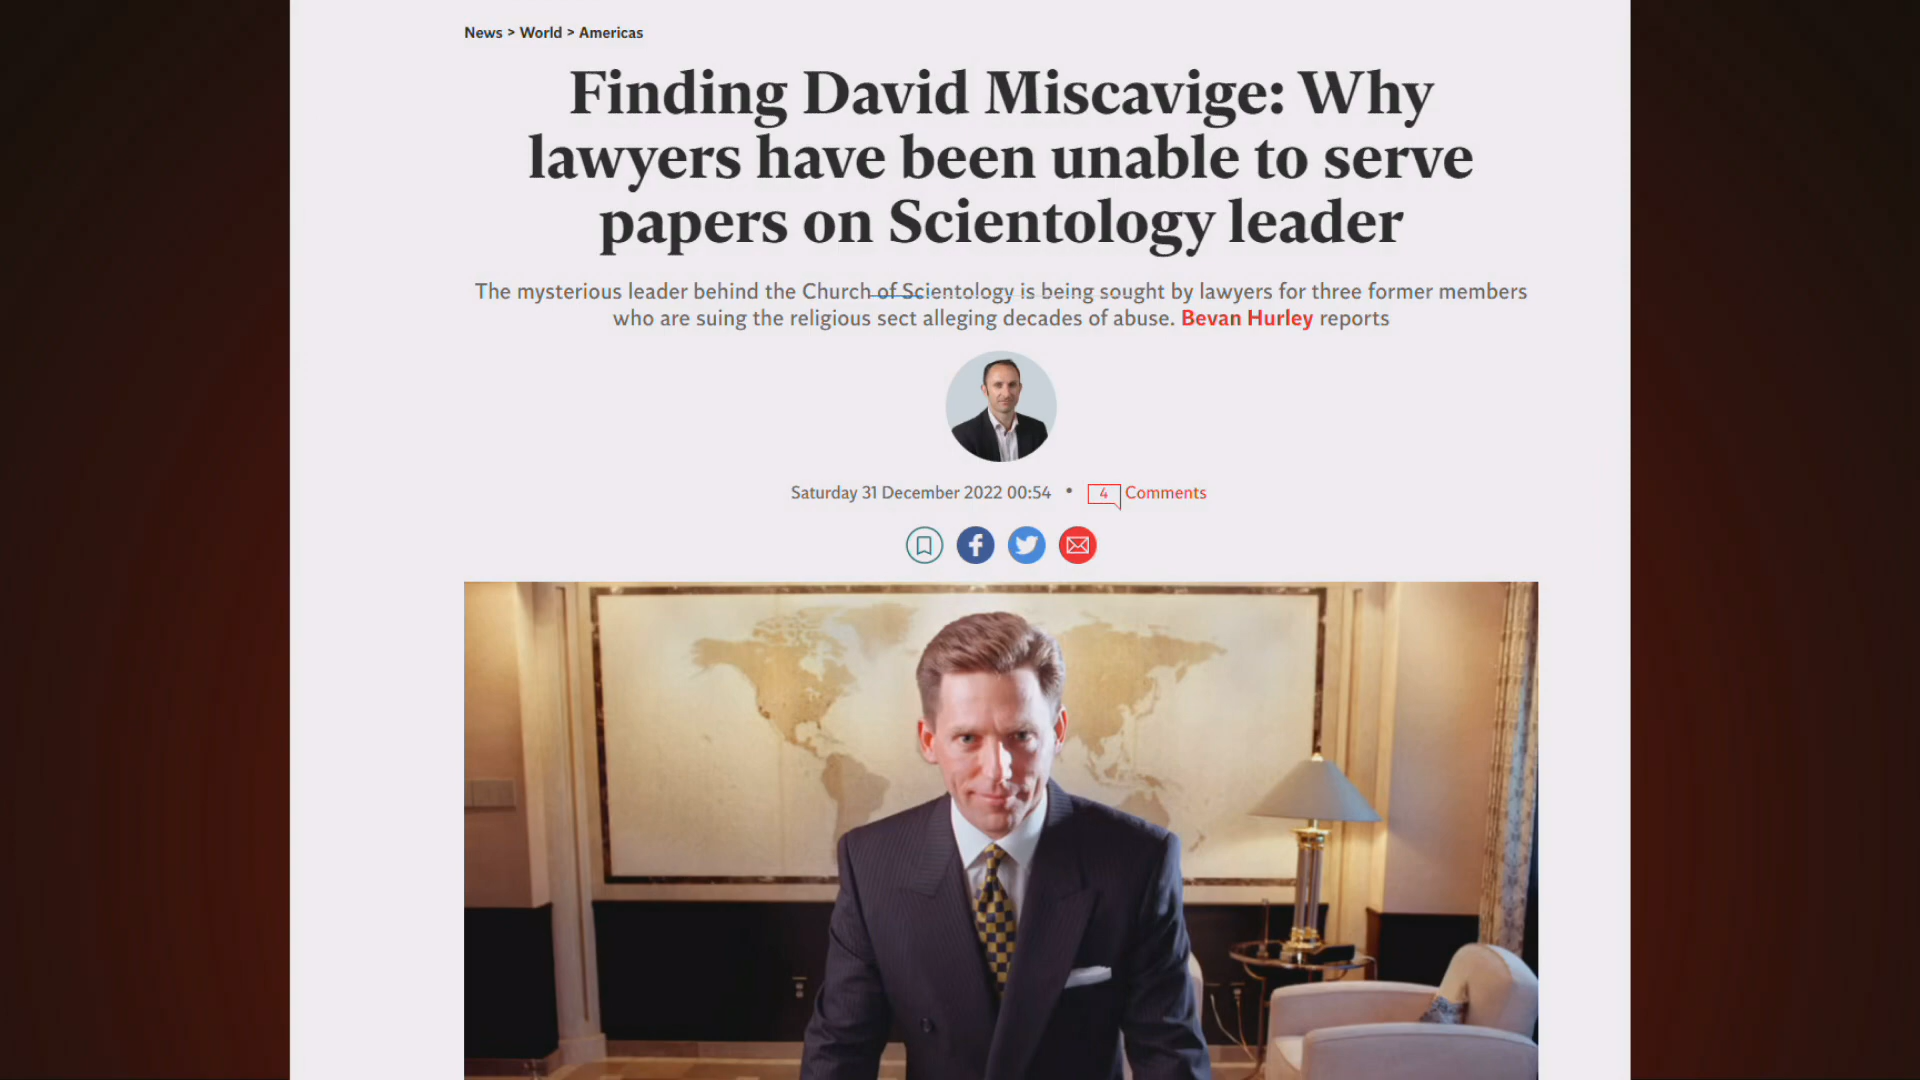 News > World > Americas
Finding David Miscavige: Why
lawyers have been unable to serve
papers on Scientology leader
The mysterious leader behind the Church of Scientology is being sought by lawyers for three former members
who are suing the religious sect alleging decades of abuse. Bevan Hurley reports
Saturday 31 December 2022 00:54 • 4 Comments